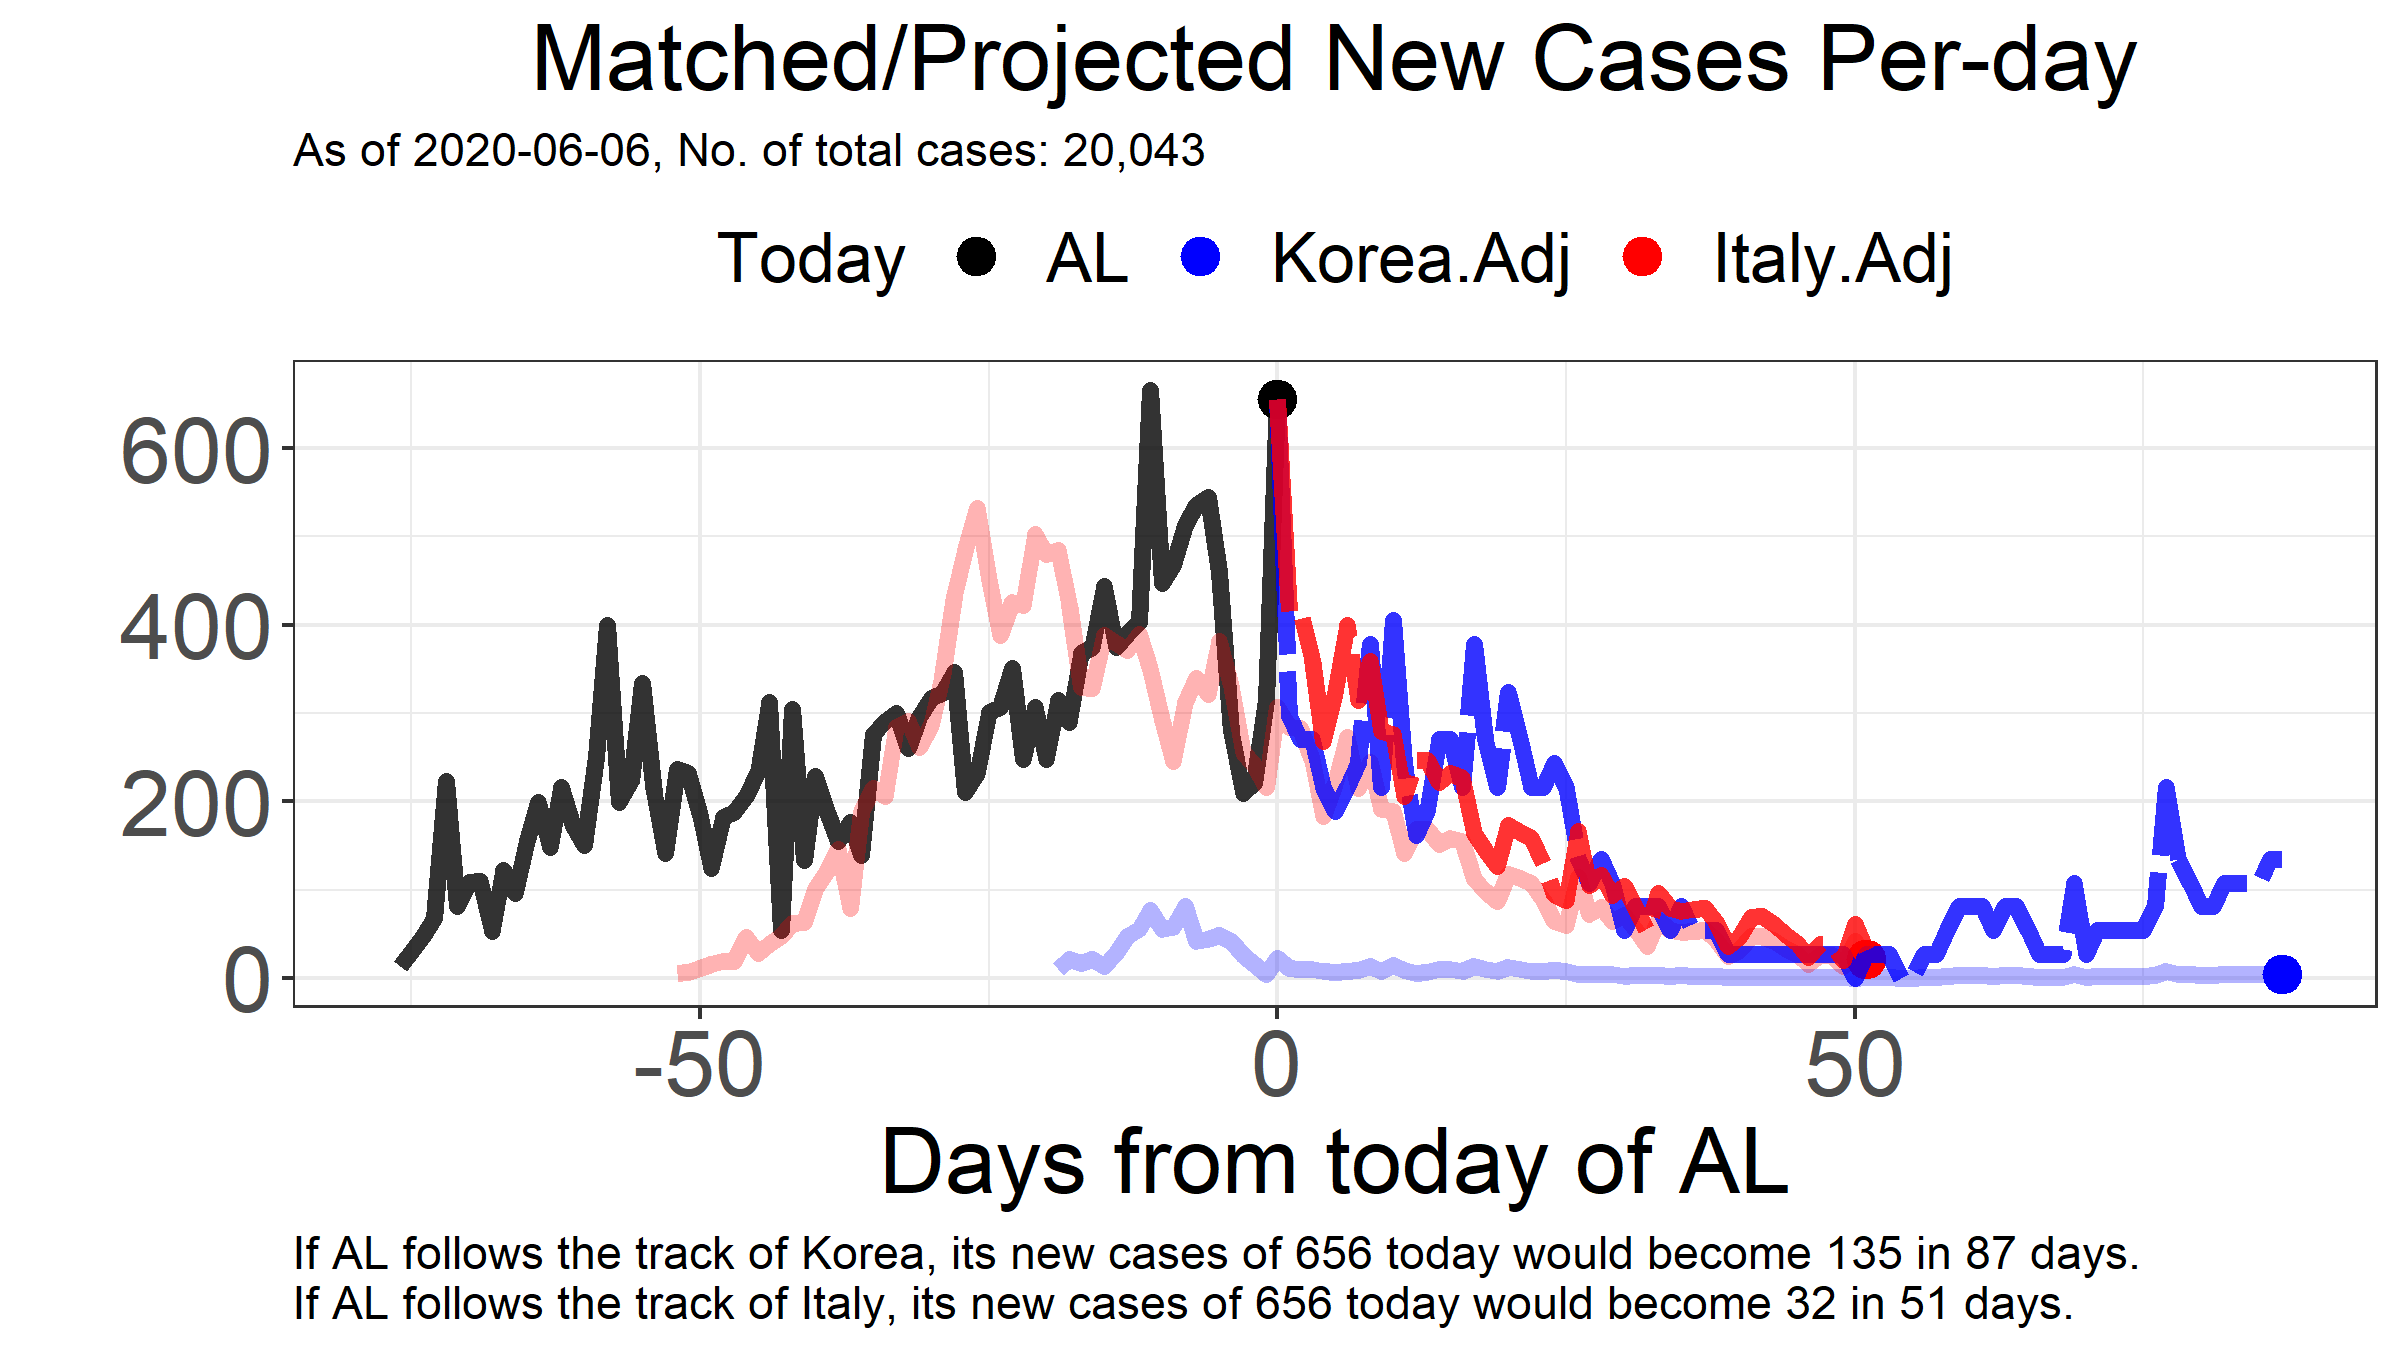 Matched/Projected New Cases Per-day
As of 2020-06-06, No. of total cases: 20,043
Today AL Korea.Adj Italy.Adj
600
400
200
0
-50 0 50
Days from today of AL
If AL follows the track of Korea, its new cases of 656 today would become 135 in 87 days.
If AL follows the track of Italy, its new cases of 656 today would become 32 in 51 days.